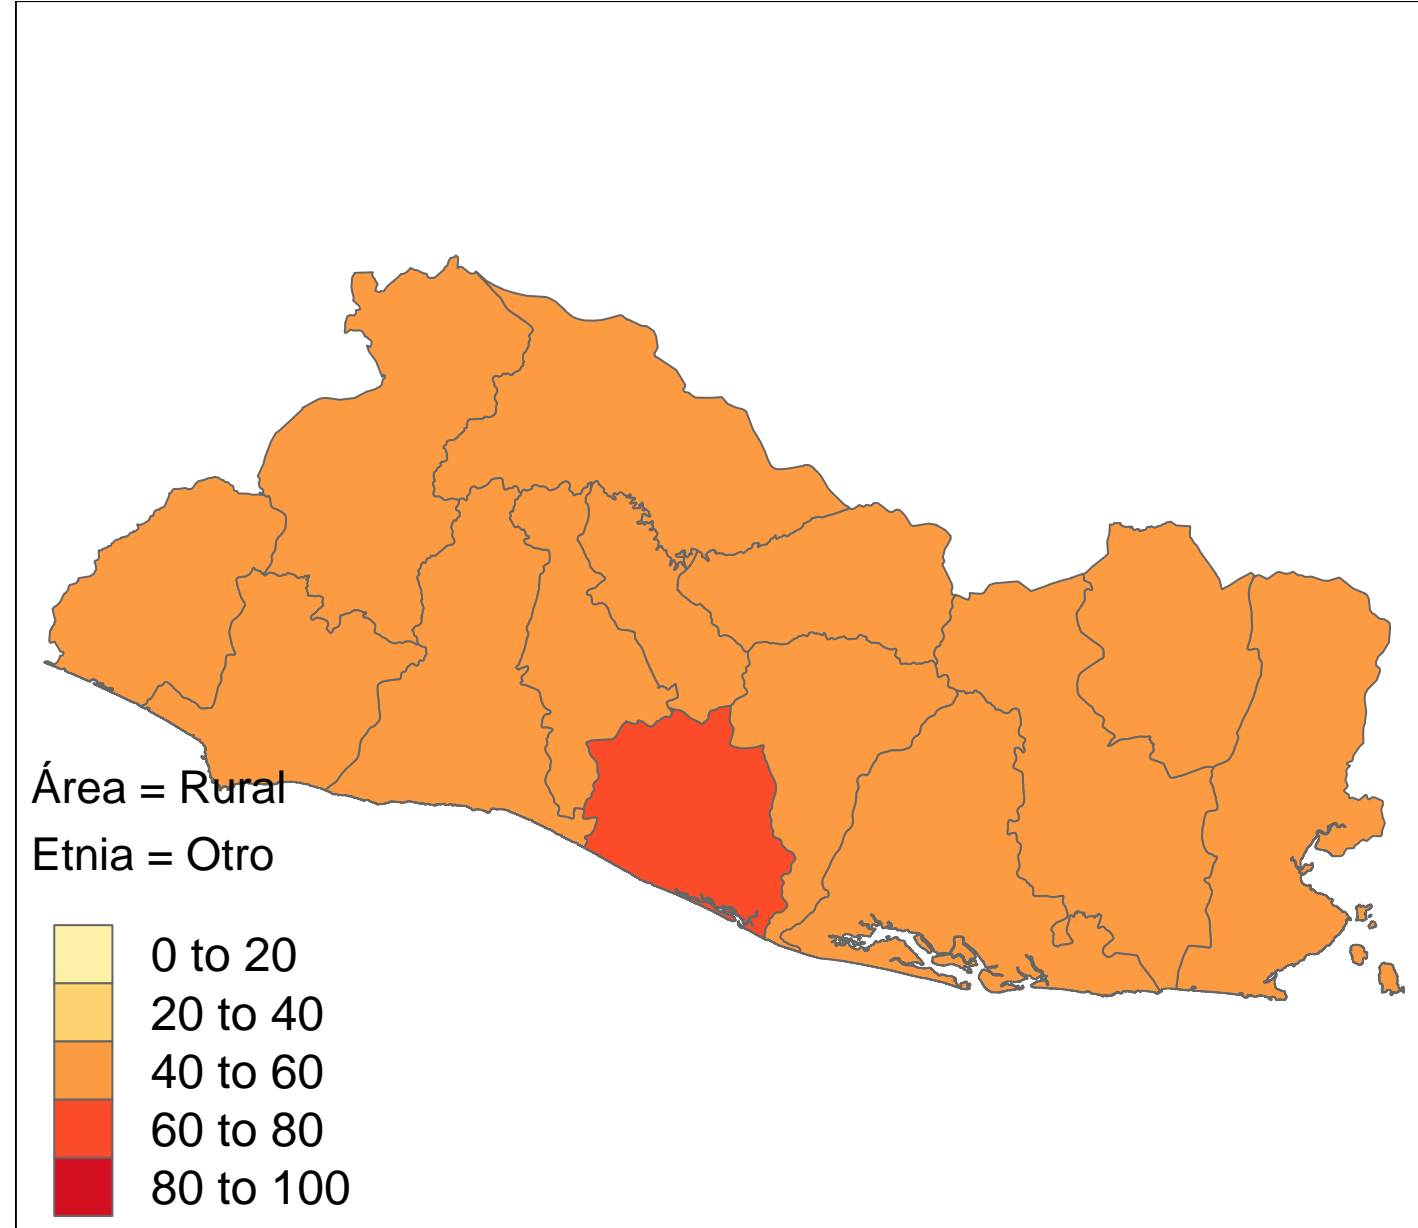 Área = Rural
Etnia = Otro
0 to 20
20 to 40
40 to 60
60 to 80
80 to 100